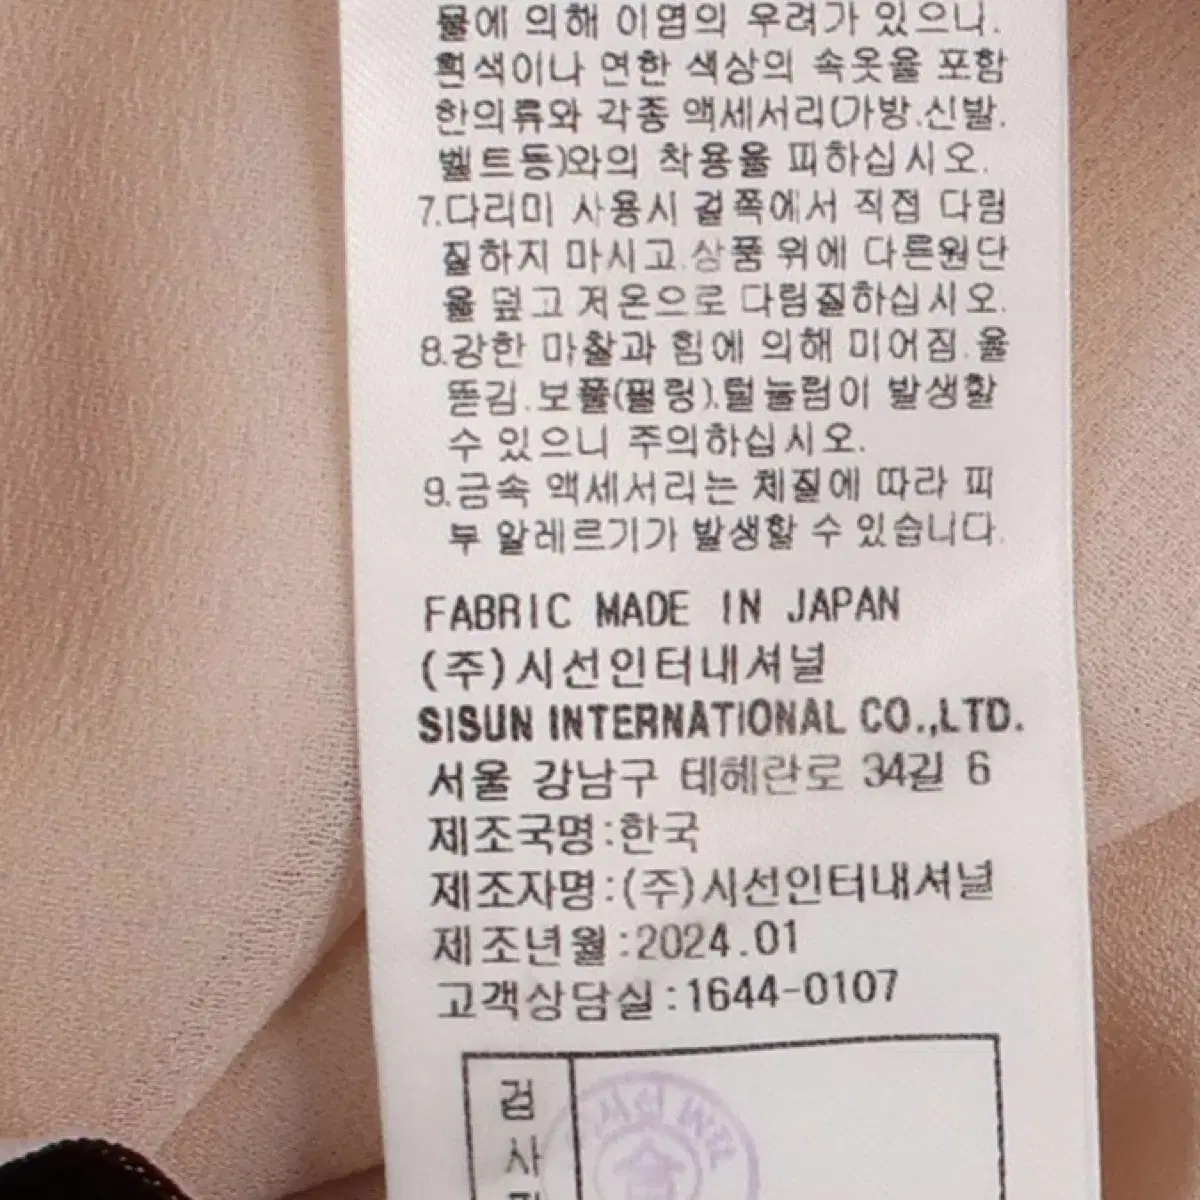 물에 의해 이염의 우려가 있으니.
흰색이나 연한 색상의 속옷을 포함
한의류와 각종 액세서리(가방.신발.
벨트등)와의 착용을 피하십시오.
7.다리미 사용시 겉쪽에서 직접 다림
질하지 마시고.상품 위에 다른원단
을 덮고 저온으로 다림질하십시오.
8.강한 마찰과 힘에 의해 미어짐.올
뜯김.보풀(필링).털눌림이 발생할
수 있으니 주의하십시오.
9.금속 액세서리는 체질에 따라 피
부 알레르기가 발생할 수 있습니다.
FABRIC MADE IN JAPAN
(주)시선인터내셔널
SISUN INTERNATIONAL CO.,LTD.
서울 강남구 테헤란로 34길 6
제조국명:한국
제조자명:(주)시선인터내셔널
제조년월:2024.01
고객상담실:1644-0107
검
사